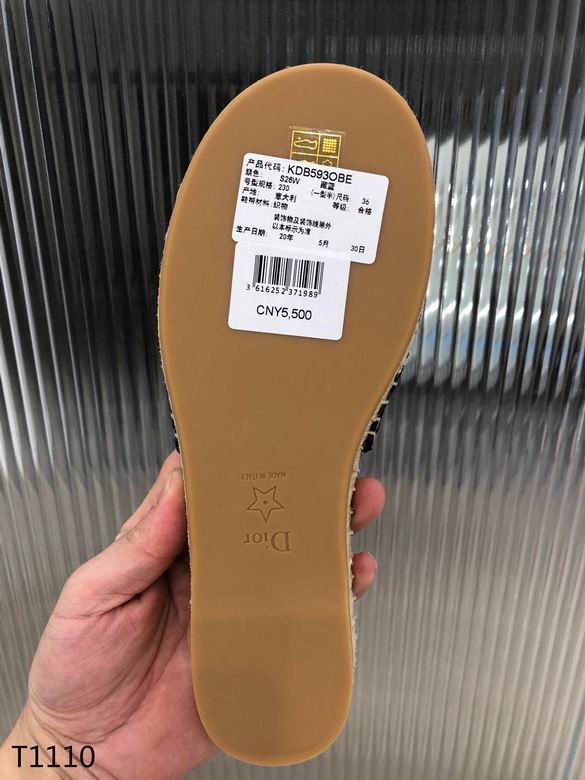 产品代码: KDB593OBE
颜色: S26W 藏蓝
号型规格: 230 (一型半) 尺码 36
产地: 意大利 等级: 合格
鞋帮材料: 织物
装饰物及装饰线除外
以本标示为准
生产日期: 20年 5月 30日
3 616252 371989
CNY5,500
MADE IN ITALY
Dior
T1110